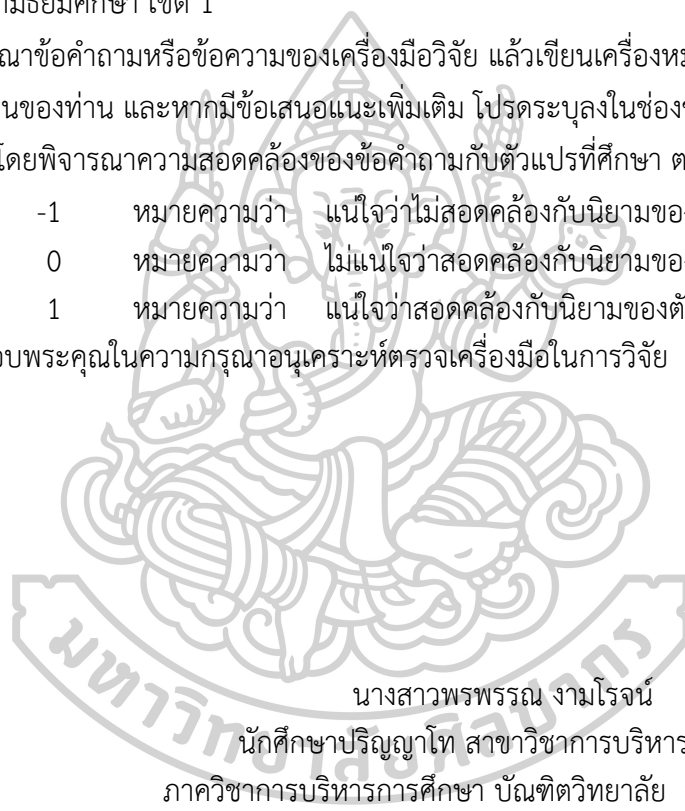 ามัธยมศึกษา เขต 1
ณาข้อคำถามหรือข้อความของเครื่องมือวิจัย แล้วเขียนเครื่องหม
นของท่าน และหากมีข้อเสนอแนะเพิ่มเติม โปรดระบุลงในช่องข
โดยพิจารณาความสอดคล้องของข้อคำถามกับตัวแปรที่ศึกษา ต
-1 หมายความว่า แน่ใจว่าไม่สอดคล้องกับนิยามขอ
0 หมายความว่า ไม่แน่ใจว่าสอดคล้องกับนิยามขอ
1 หมายความว่า แน่ใจว่าสอดคล้องกับนิยามของตั
อบพระคุณในความกรุณาอนุเคราะห์ตรวจเครื่องมือในการวิจัย
นางสาวพรพรรณ งามโรจน์
นักศึกษาปริญญาโท สาขาวิชาการบริหาร
ภาควิชาการบริหารการศึกษา บัณฑิตวิทยาลัย
มหาวิทยาลัยศิลปากร